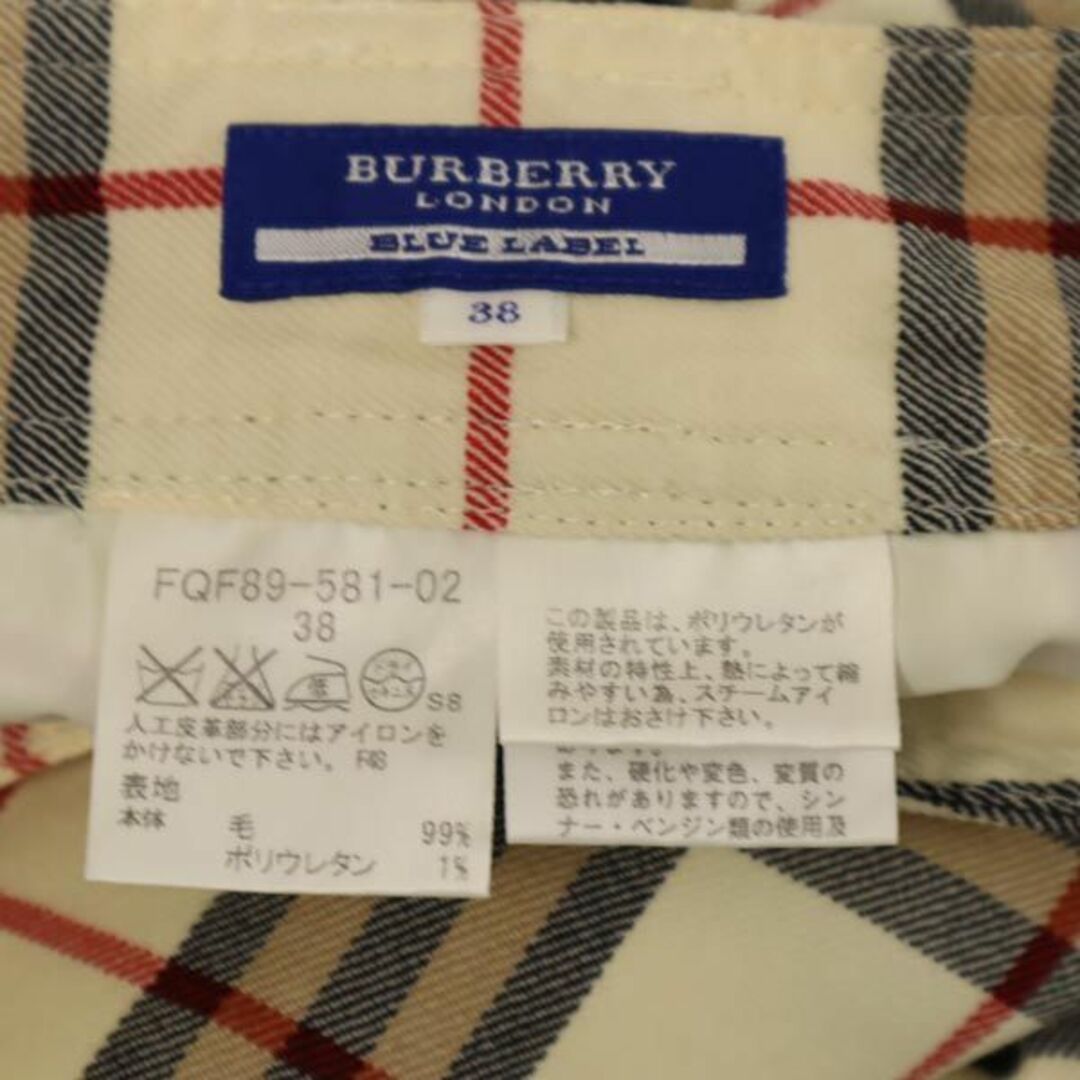 BURBERRY
LONDON
BLUE LABEL
38
FQF89-581-02
38
S8
人工皮革部分にはアイロンを
かけないで下さい。
表地
本体
毛 99%
ポリウレタン 1%
この製品は、ポリウレタンが
使用されています。
素材の特性上、熱によって縮
みやすい為、スチームアイ
ロンはおさけ下さい。
また、硬化や変色、変質の
恐れがありますので、シン
ナー・ベンジン類の使用及